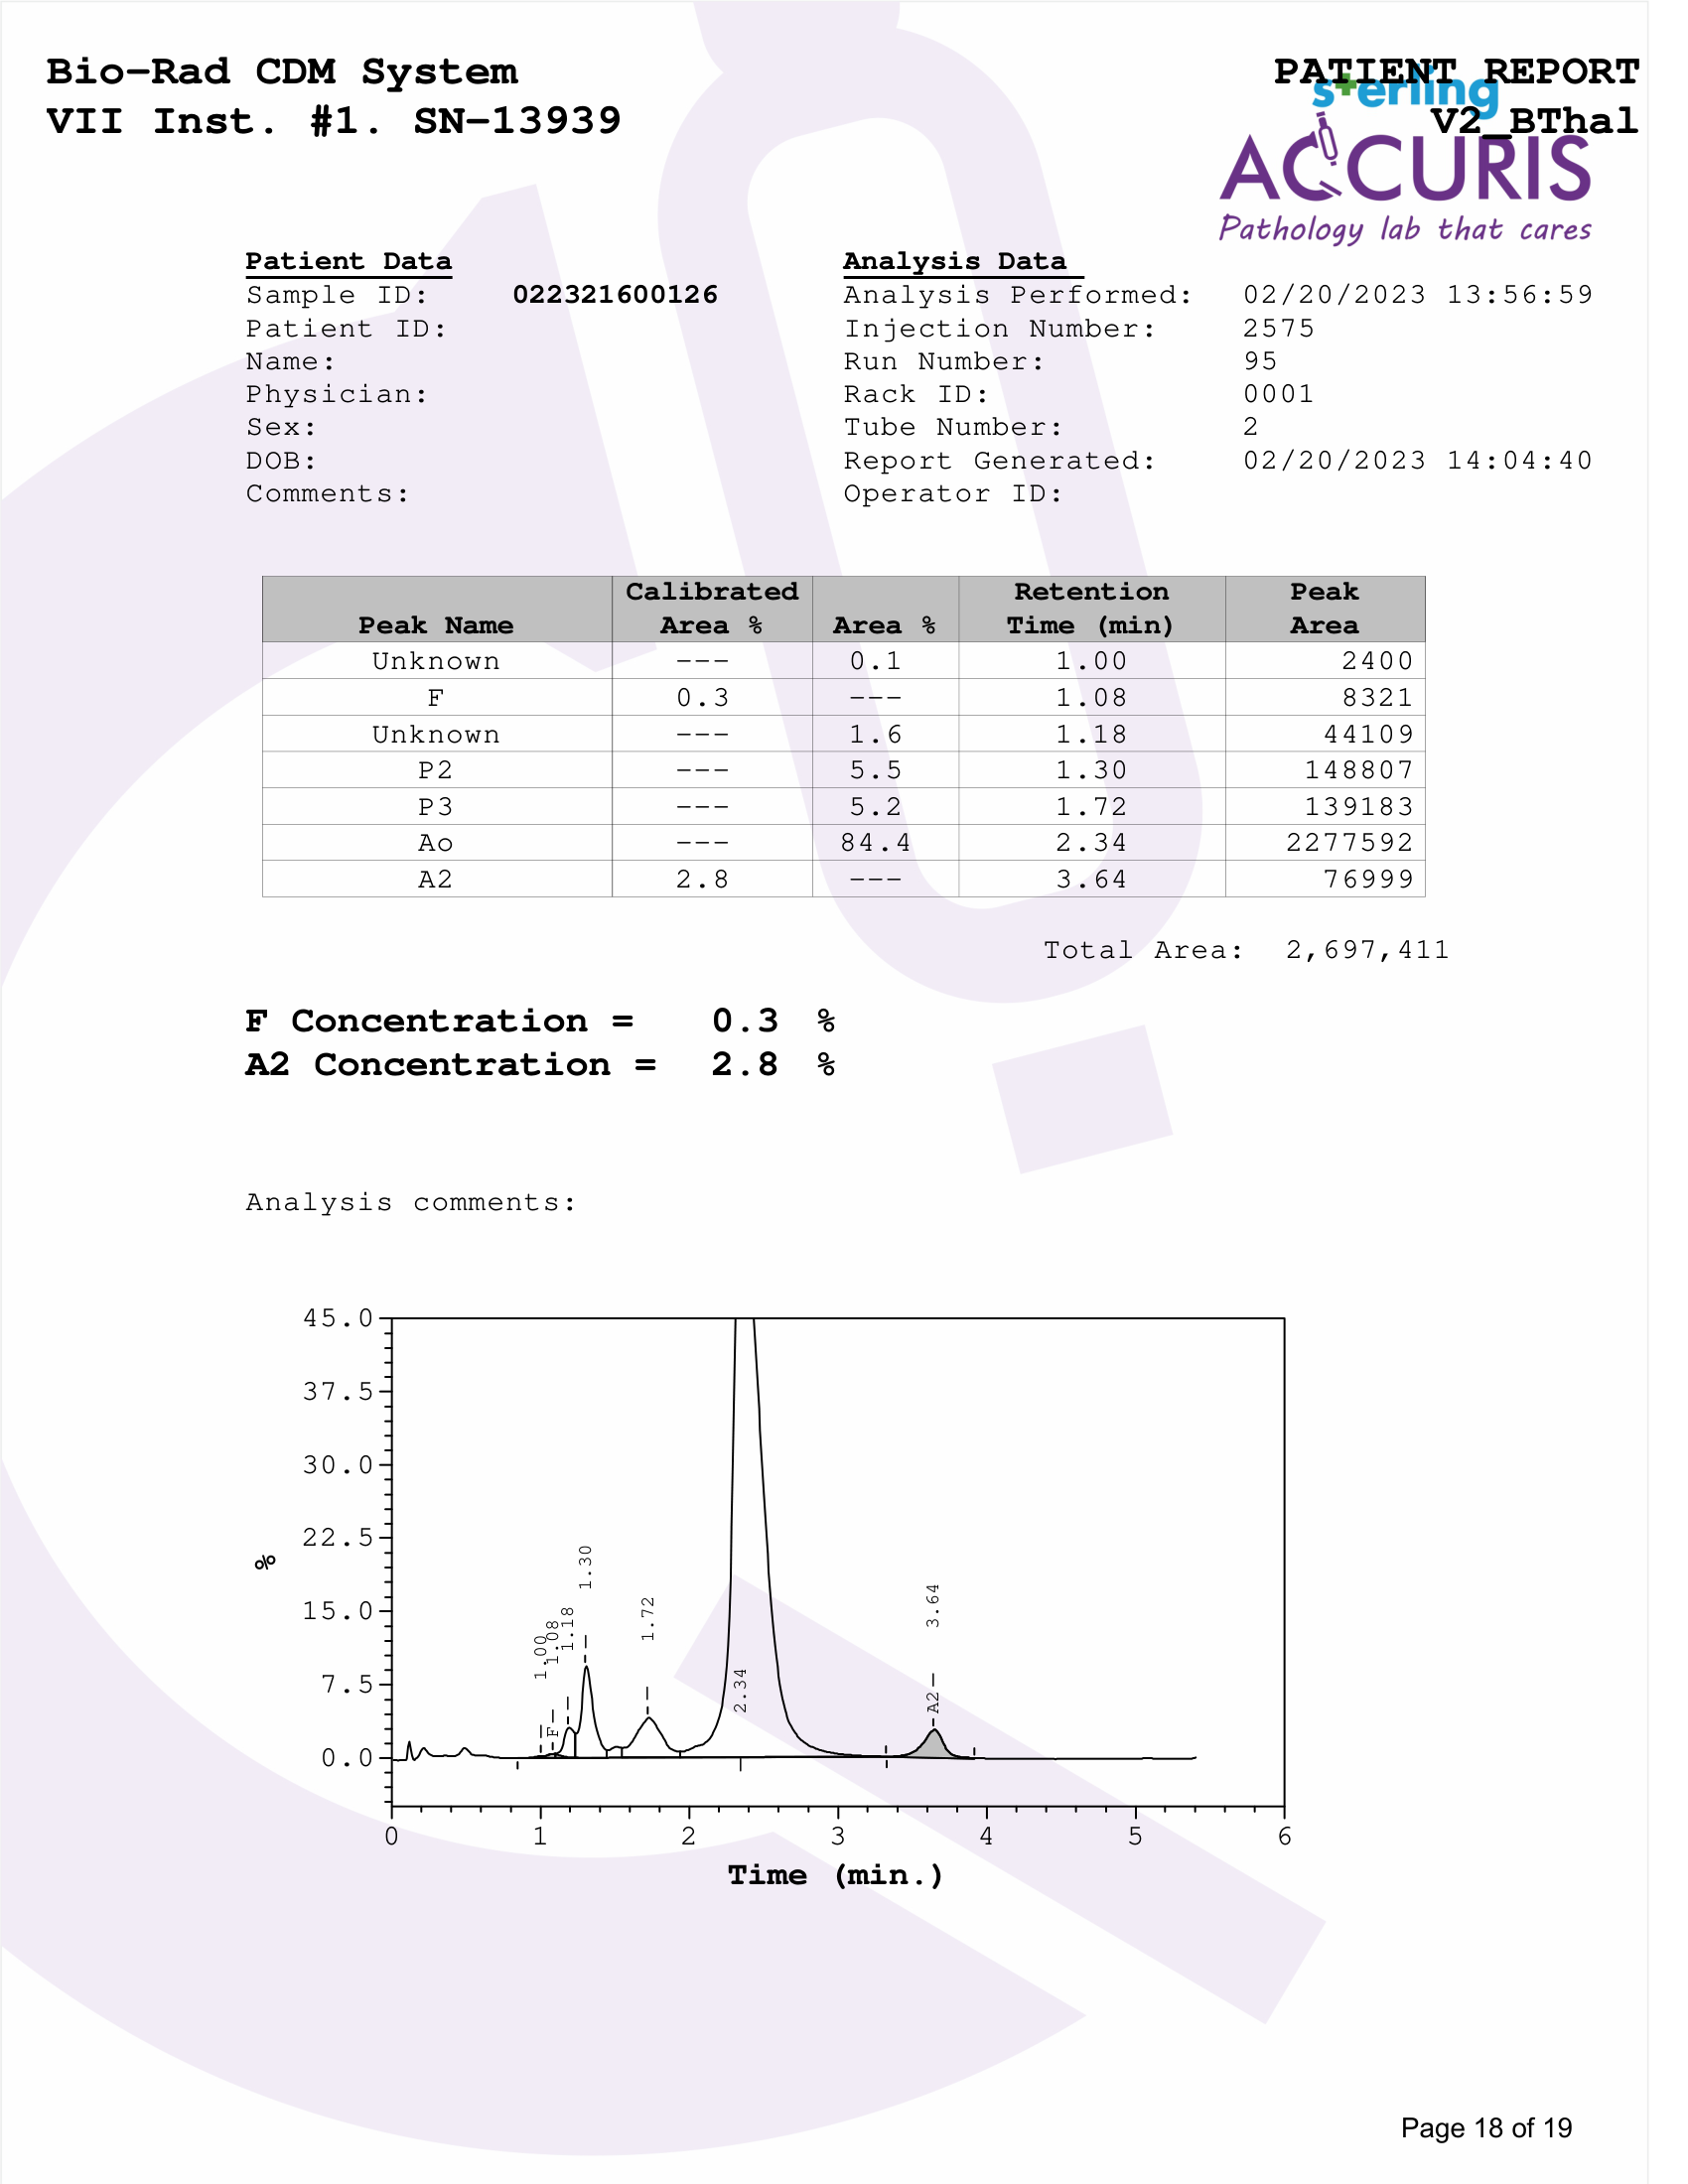 Bio-Rad CDM System
PATIENT REPORT
VII Inst. #1. SN-13939
V2_BThal
sterling
ACCURIS
Pathology lab that cares
Patient Data
Analysis Data
Sample ID: 022321600126
Analysis Performed: 02/20/2023 13:56:59
Patient ID:
Injection Number: 2575
Name:
Run Number: 95
Physician:
Rack ID: 0001
Sex:
Tube Number: 2
DOB:
Report Generated: 02/20/2023 14:04:40
Comments:
Operator ID:
Peak Name Calibrated Area % Area % Retention Time (min) Peak Area
Unknown --- 0.1 1.00 2400
F 0.3 --- 1.08 8321
Unknown --- 1.6 1.18 44109
P2 --- 5.5 1.30 148807
P3 --- 5.2 1.72 139183
Ao --- 84.4 2.34 2277592
A2 2.8 --- 3.64 76999
Total Area: 2,697,411
F Concentration = 0.3 %
A2 Concentration = 2.8 %
Analysis comments:
45.0
37.5
30.0
22.5
15.0
7.5
0.0
%
1.00
1.08
F
1.18
1.30
1.72
2.34
3.64
A2
0 1 2 3 4 5 6
Time (min.)
Page 18 of 19